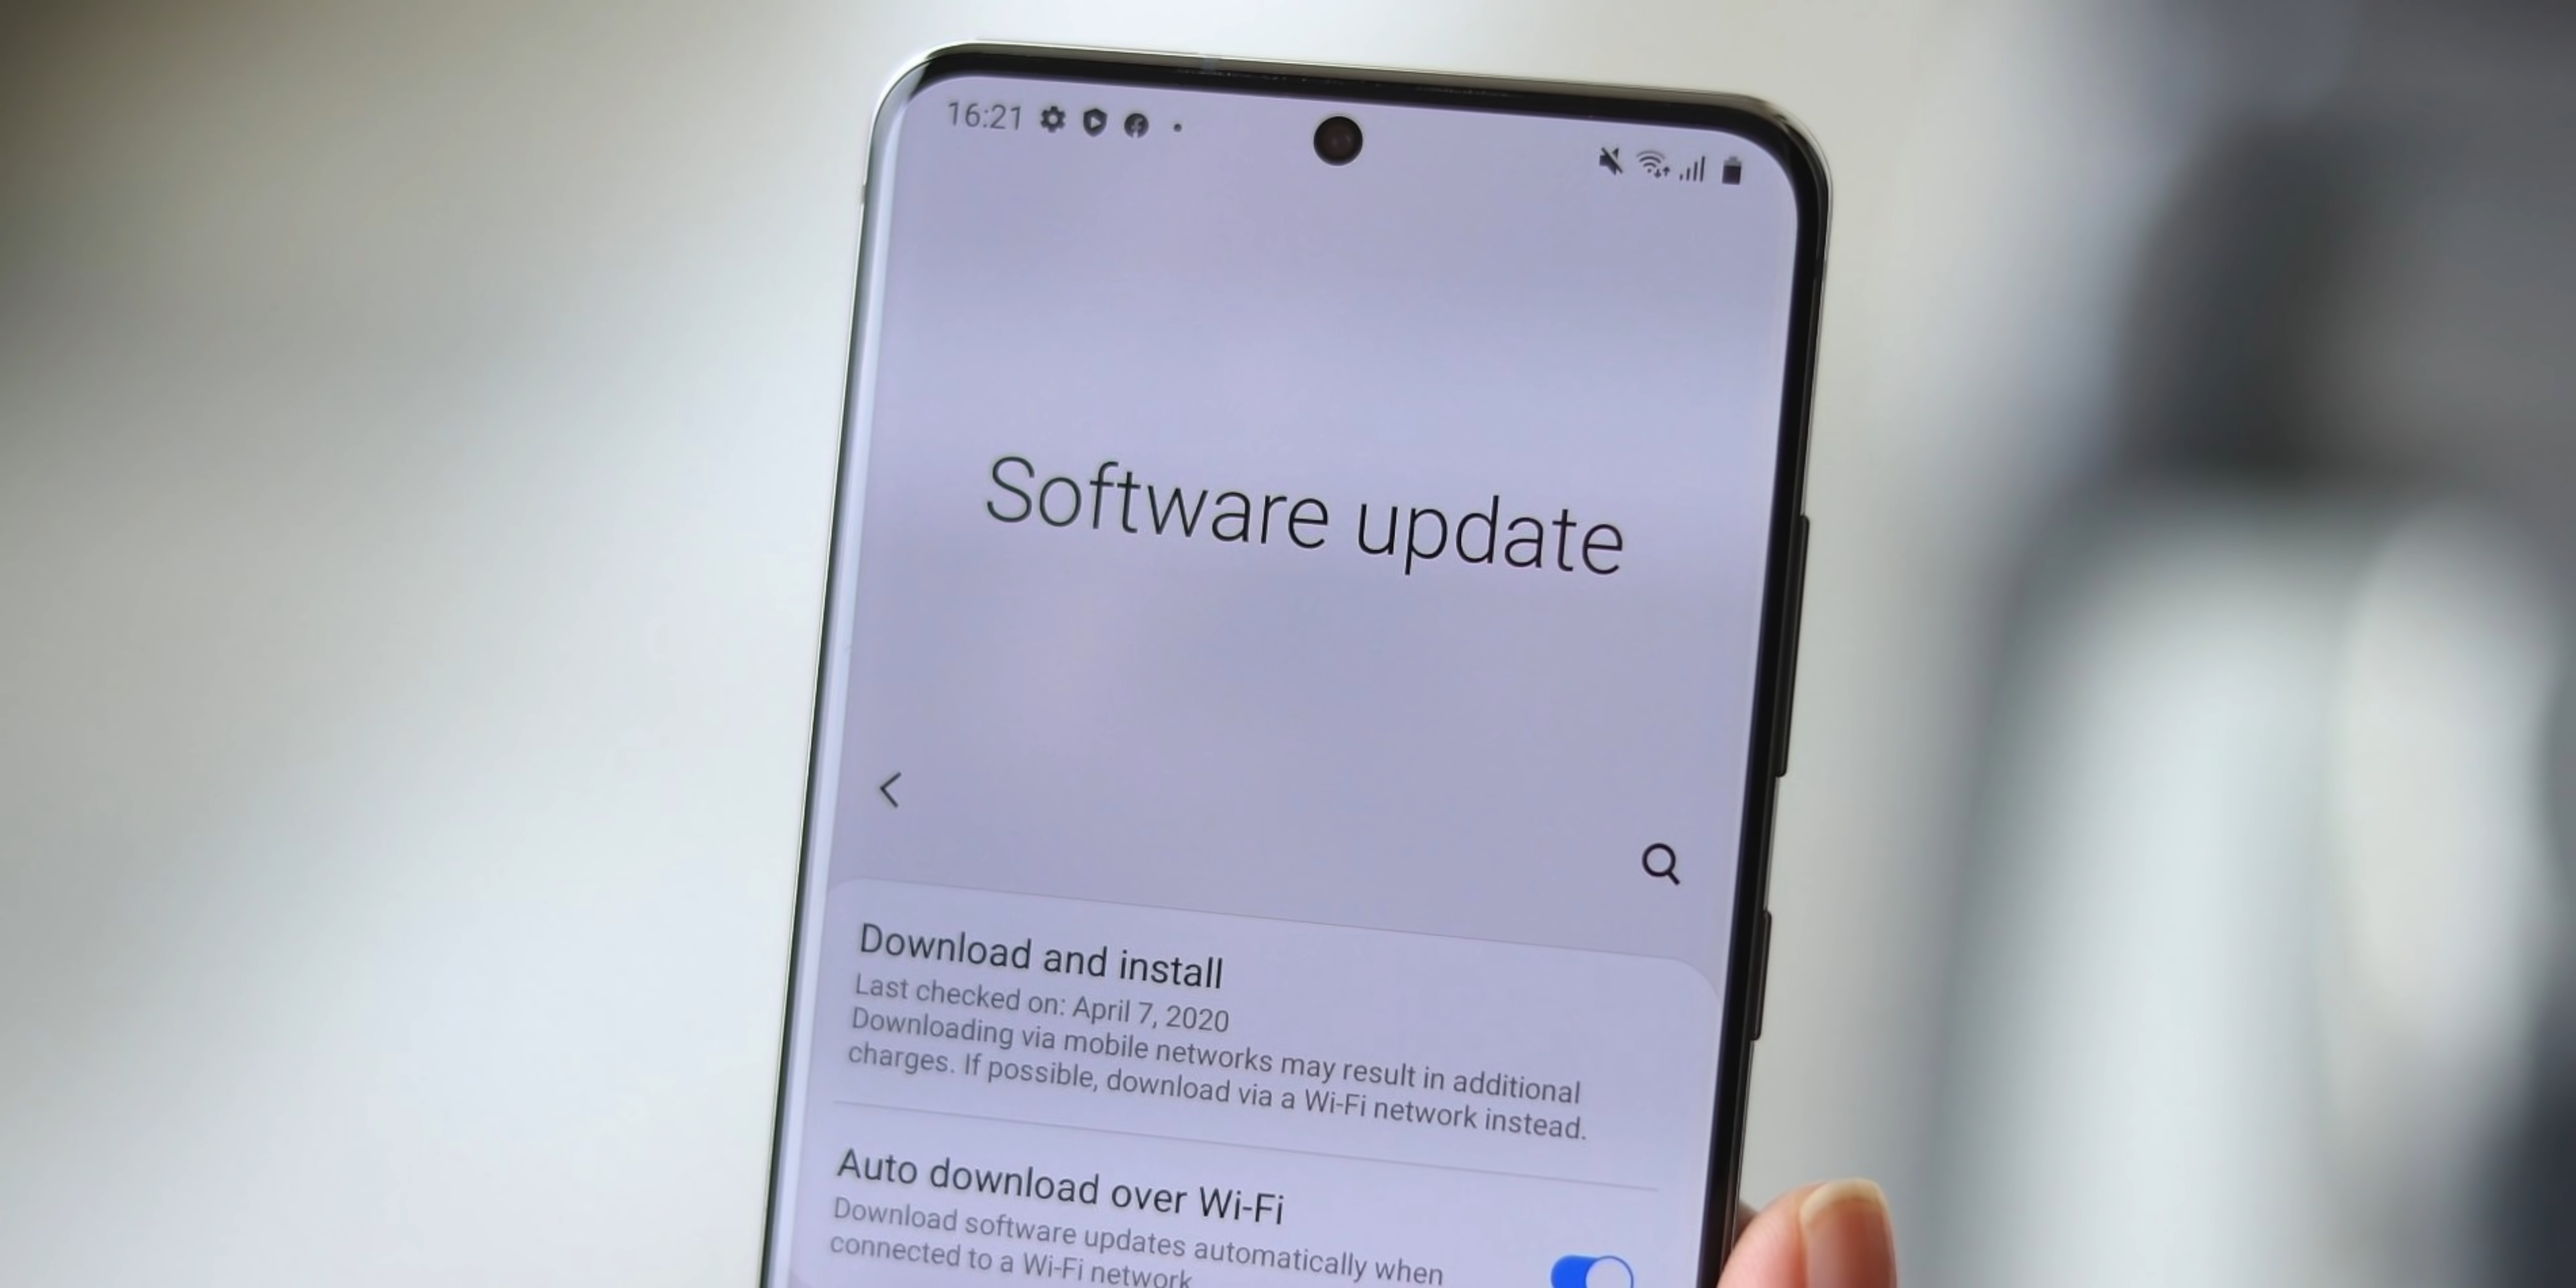 16:21
Software update
Download and install
Last checked on: April 7, 2020
Downloading via mobile networks may result in additional
charges. If possible, download via a Wi-Fi network instead.
Auto download over Wi-Fi
Download software updates automatically when
connected to a Wi-Fi network